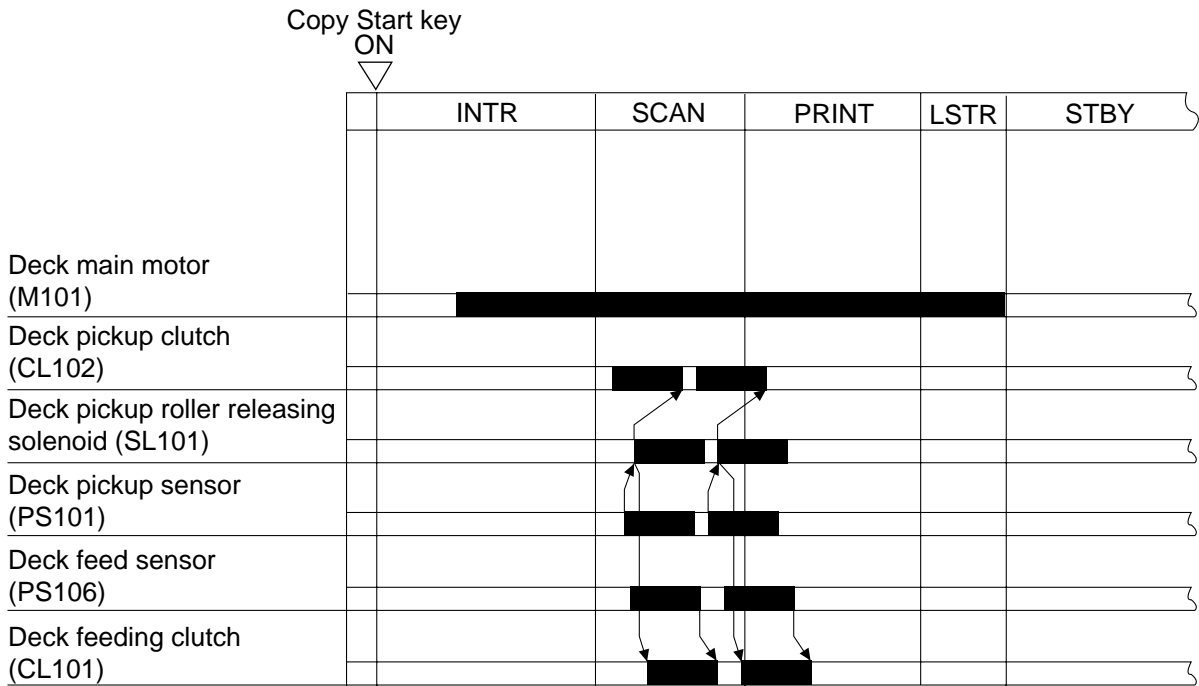 Copy Start key
ON
INTR SCAN PRINT LSTR STBY
Deck main motor
(M101)
Deck pickup clutch
(CL102)
Deck pickup roller releasing
solenoid (SL101)
Deck pickup sensor
(PS101)
Deck feed sensor
(PS106)
Deck feeding clutch
(CL101)